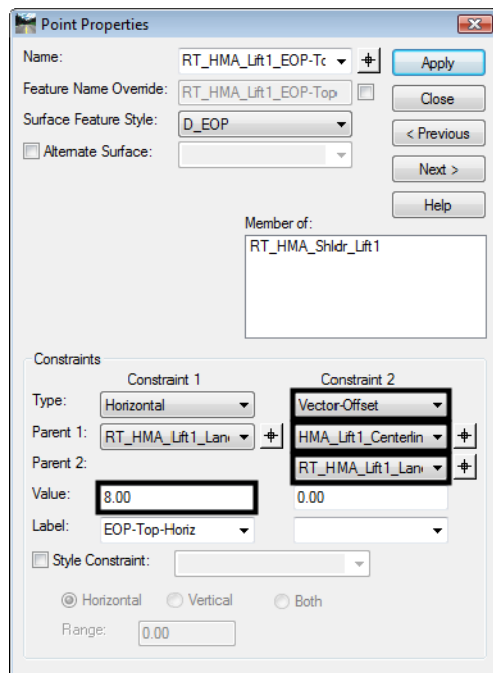 Point Properties
Name: RT_HMA_Lift1_EOP-Tc
Apply
Feature Name Override: RT_HMA_Lift1_EOP-Top
Close
Surface Feature Style: D_EOP
< Previous
Alternate Surface:
Next >
Help
Member of:
RT_HMA_Shldr_Lift1
Constraints
Constraint 1 Constraint 2
Type: Horizontal Vector-Offset
Parent 1: RT_HMA_Lift1_Lan HMA_Lift1_Centerlin
Parent 2: RT_HMA_Lift1_Lan
Value: 8.00 0.00
Label: EOP-Top-Horiz
Style Constraint:
Horizontal Vertical Both
Range: 0.00